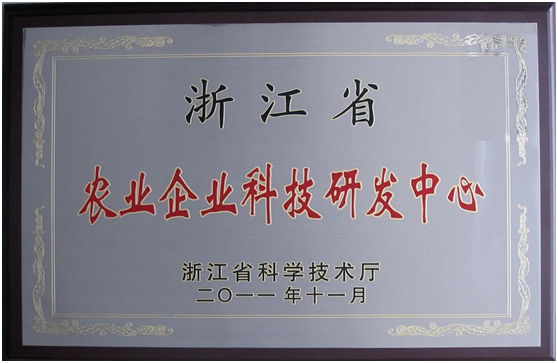 浙江省
农业企业科技研发中心
浙江省科学技术厅
二〇一一年十一月